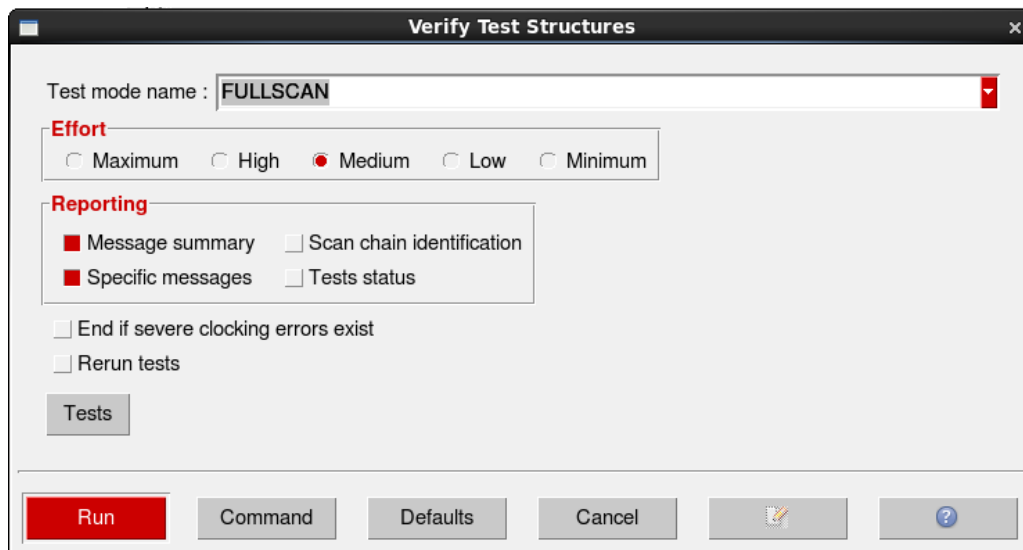 Verify Test Structures
Test mode name : FULLSCAN
Effort
Maximum High Medium Low Minimum
Reporting
Message summary Scan chain identification
Specific messages Tests status
End if severe clocking errors exist
Rerun tests
Tests
Run Command Defaults Cancel ?